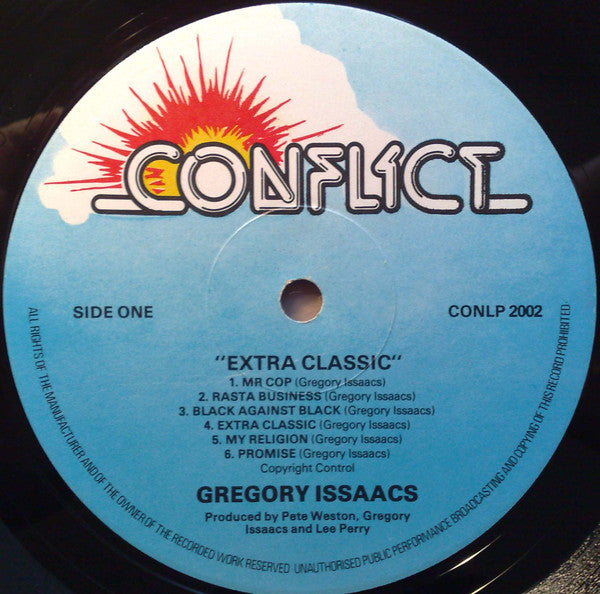 CONFLICT
SIDE ONE
CONLP 2002
"EXTRA CLASSIC"
1. MR COP (Gregory Issaacs)
2. RASTA BUSINESS (Gregory Issaacs)
3. BLACK AGAINST BLACK (Gregory Issaacs)
4. EXTRA CLASSIC (Gregory Issaacs)
5. MY RELIGION (Gregory Issaacs)
6. PROMISE (Gregory Issaacs)
Copyright Control
GREGORY ISSAACS
Produced by Pete Weston, Gregory
Issaacs and Lee Perry
ALL RIGHTS OF THE MANUFACTURER AND OF THE OWNER OF THE RECORDED WORK RESERVED · UNAUTHORISED PUBLIC PERFORMANCE BROADCASTING AND COPYING OF THIS RECORD PROHIBITED ·